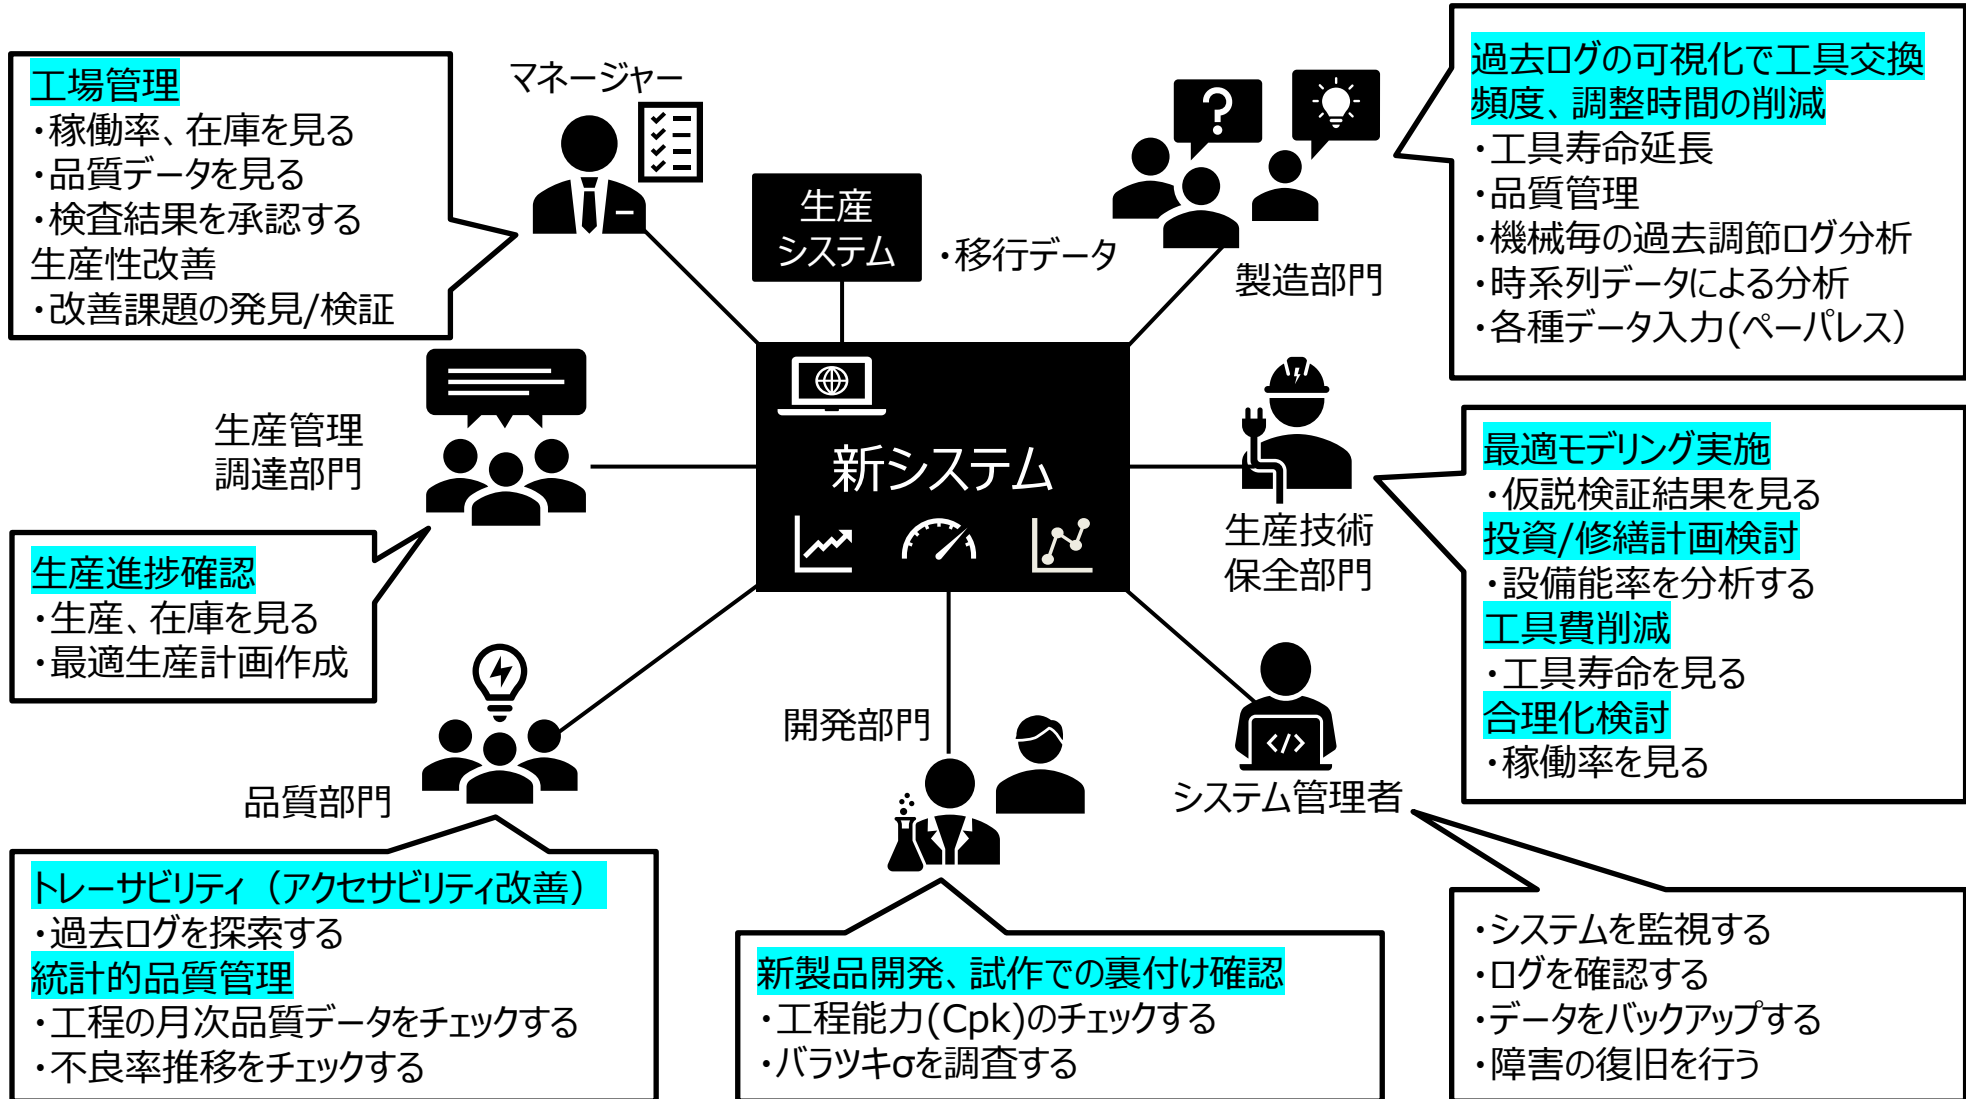 マネージャー
工場管理
・稼働率、在庫を見る
・品質データを見る
・検査結果を承認する
生産性改善
・改善課題の発見/検証
生産
システム
・移行データ
製造部門
過去ログの可視化で工具交換
頻度、調整時間の削減
・工具寿命延長
・品質管理
・機械毎の過去調節ログ分析
・時系列データによる分析
・各種データ入力(ペーパレス）
生産管理
調達部門
生産進捗確認
・生産、在庫を見る
・最適生産計画作成
新システム
生産技術
保全部門
最適モデリング実施
・仮説検証結果を見る
投資/修繕計画検討
・設備能率を分析する
工具費削減
・工具寿命を見る
合理化検討
・稼働率を見る
品質部門
トレーサビリティ（アクセサビリティ改善）
・過去ログを探索する
統計的品質管理
・工程の月次品質データをチェックする
・不良率推移をチェックする
開発部門
新製品開発、試作での裏付け確認
・工程能力(Cpk)のチェックする
・バラツキσを調査する
</>
システム管理者
・システムを監視する
・ログを確認する
・データをバックアップする
・障害の復旧を行う